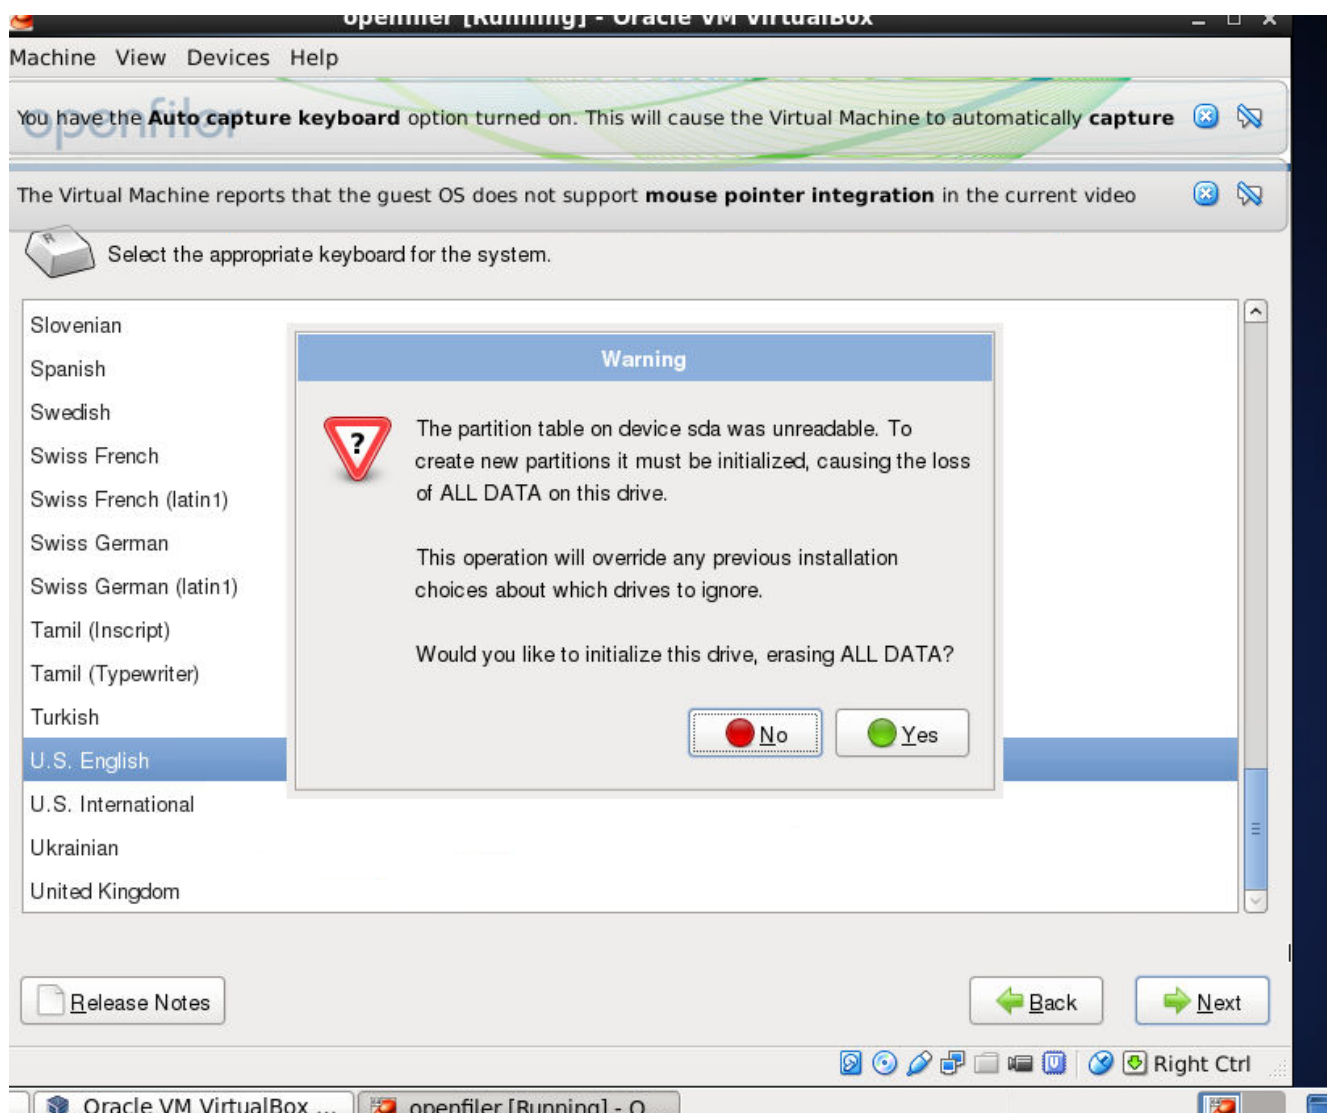 openfiler [Running] - Oracle VM VirtualBox
Machine View Devices Help
openfiler
You have the Auto capture keyboard option turned on. This will cause the Virtual Machine to automatically capture
The Virtual Machine reports that the guest OS does not support mouse pointer integration in the current video
R
Select the appropriate keyboard for the system.
Slovenian
Spanish
Swedish
Swiss French
Swiss French (latin1)
Swiss German
Swiss German (latin1)
Tamil (Inscript)
Tamil (Typewriter)
Turkish
U.S. English
U.S. International
Ukrainian
United Kingdom
Warning
?
The partition table on device sda was unreadable. To
create new partitions it must be initialized, causing the loss
of ALL DATA on this drive.
This operation will override any previous installation
choices about which drives to ignore.
Would you like to initialize this drive, erasing ALL DATA?
No Yes
Release Notes Back Next
Right Ctrl
Oracle VM VirtualBox ... openfiler [Running] - O...